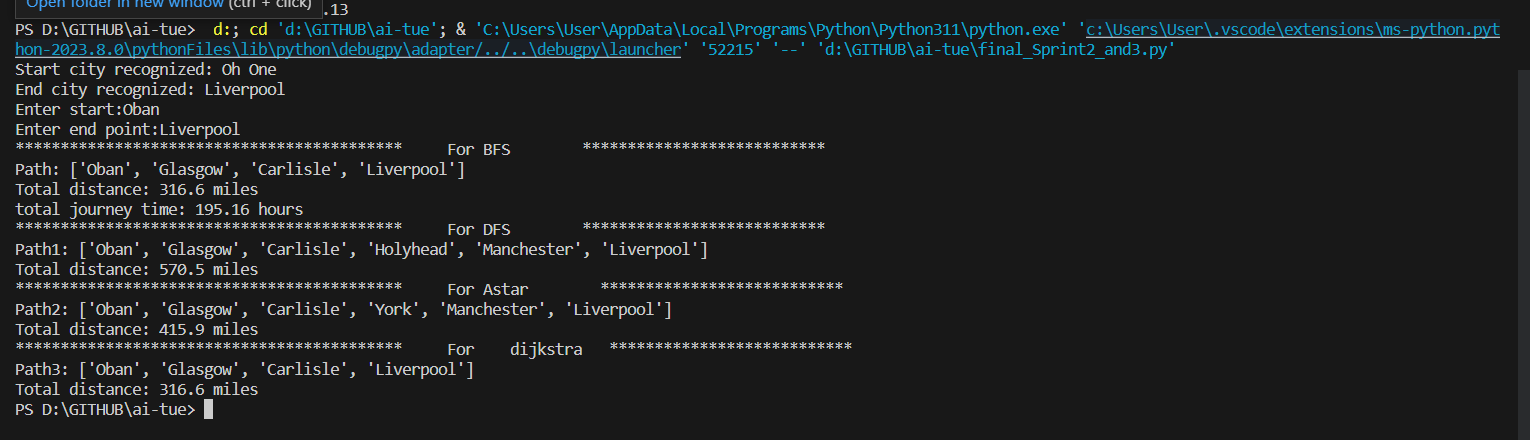 Open folder in new window (ctrl + click) .13
PS D:\GITHUB\ai-tue>  d:; cd 'd:\GITHUB\ai-tue'; & 'C:\Users\User\AppData\Local\Programs\Python\Python311\python.exe' 'c:\Users\User\.vscode\extensions\ms-python.pyt
hon-2023.8.0\pythonFiles\lib\python\debugpy\adapter/../..\debugpy\launcher' '52215' '--' 'd:\GITHUB\ai-tue\final_Sprint2_and3.py'
Start city recognized: Oh One
End city recognized: Liverpool
Enter start:Oban
Enter end point:Liverpool
******************************************* For BFS ***************************
Path: ['Oban', 'Glasgow', 'Carlisle', 'Liverpool']
Total distance: 316.6 miles
total journey time: 195.16 hours
******************************************* For DFS ***************************
Path1: ['Oban', 'Glasgow', 'Carlisle', 'Holyhead', 'Manchester', 'Liverpool']
Total distance: 570.5 miles
******************************************* For Astar ***************************
Path2: ['Oban', 'Glasgow', 'Carlisle', 'York', 'Manchester', 'Liverpool']
Total distance: 415.9 miles
******************************************* For dijkstra ***************************
Path3: ['Oban', 'Glasgow', 'Carlisle', 'Liverpool']
Total distance: 316.6 miles
PS D:\GITHUB\ai-tue>